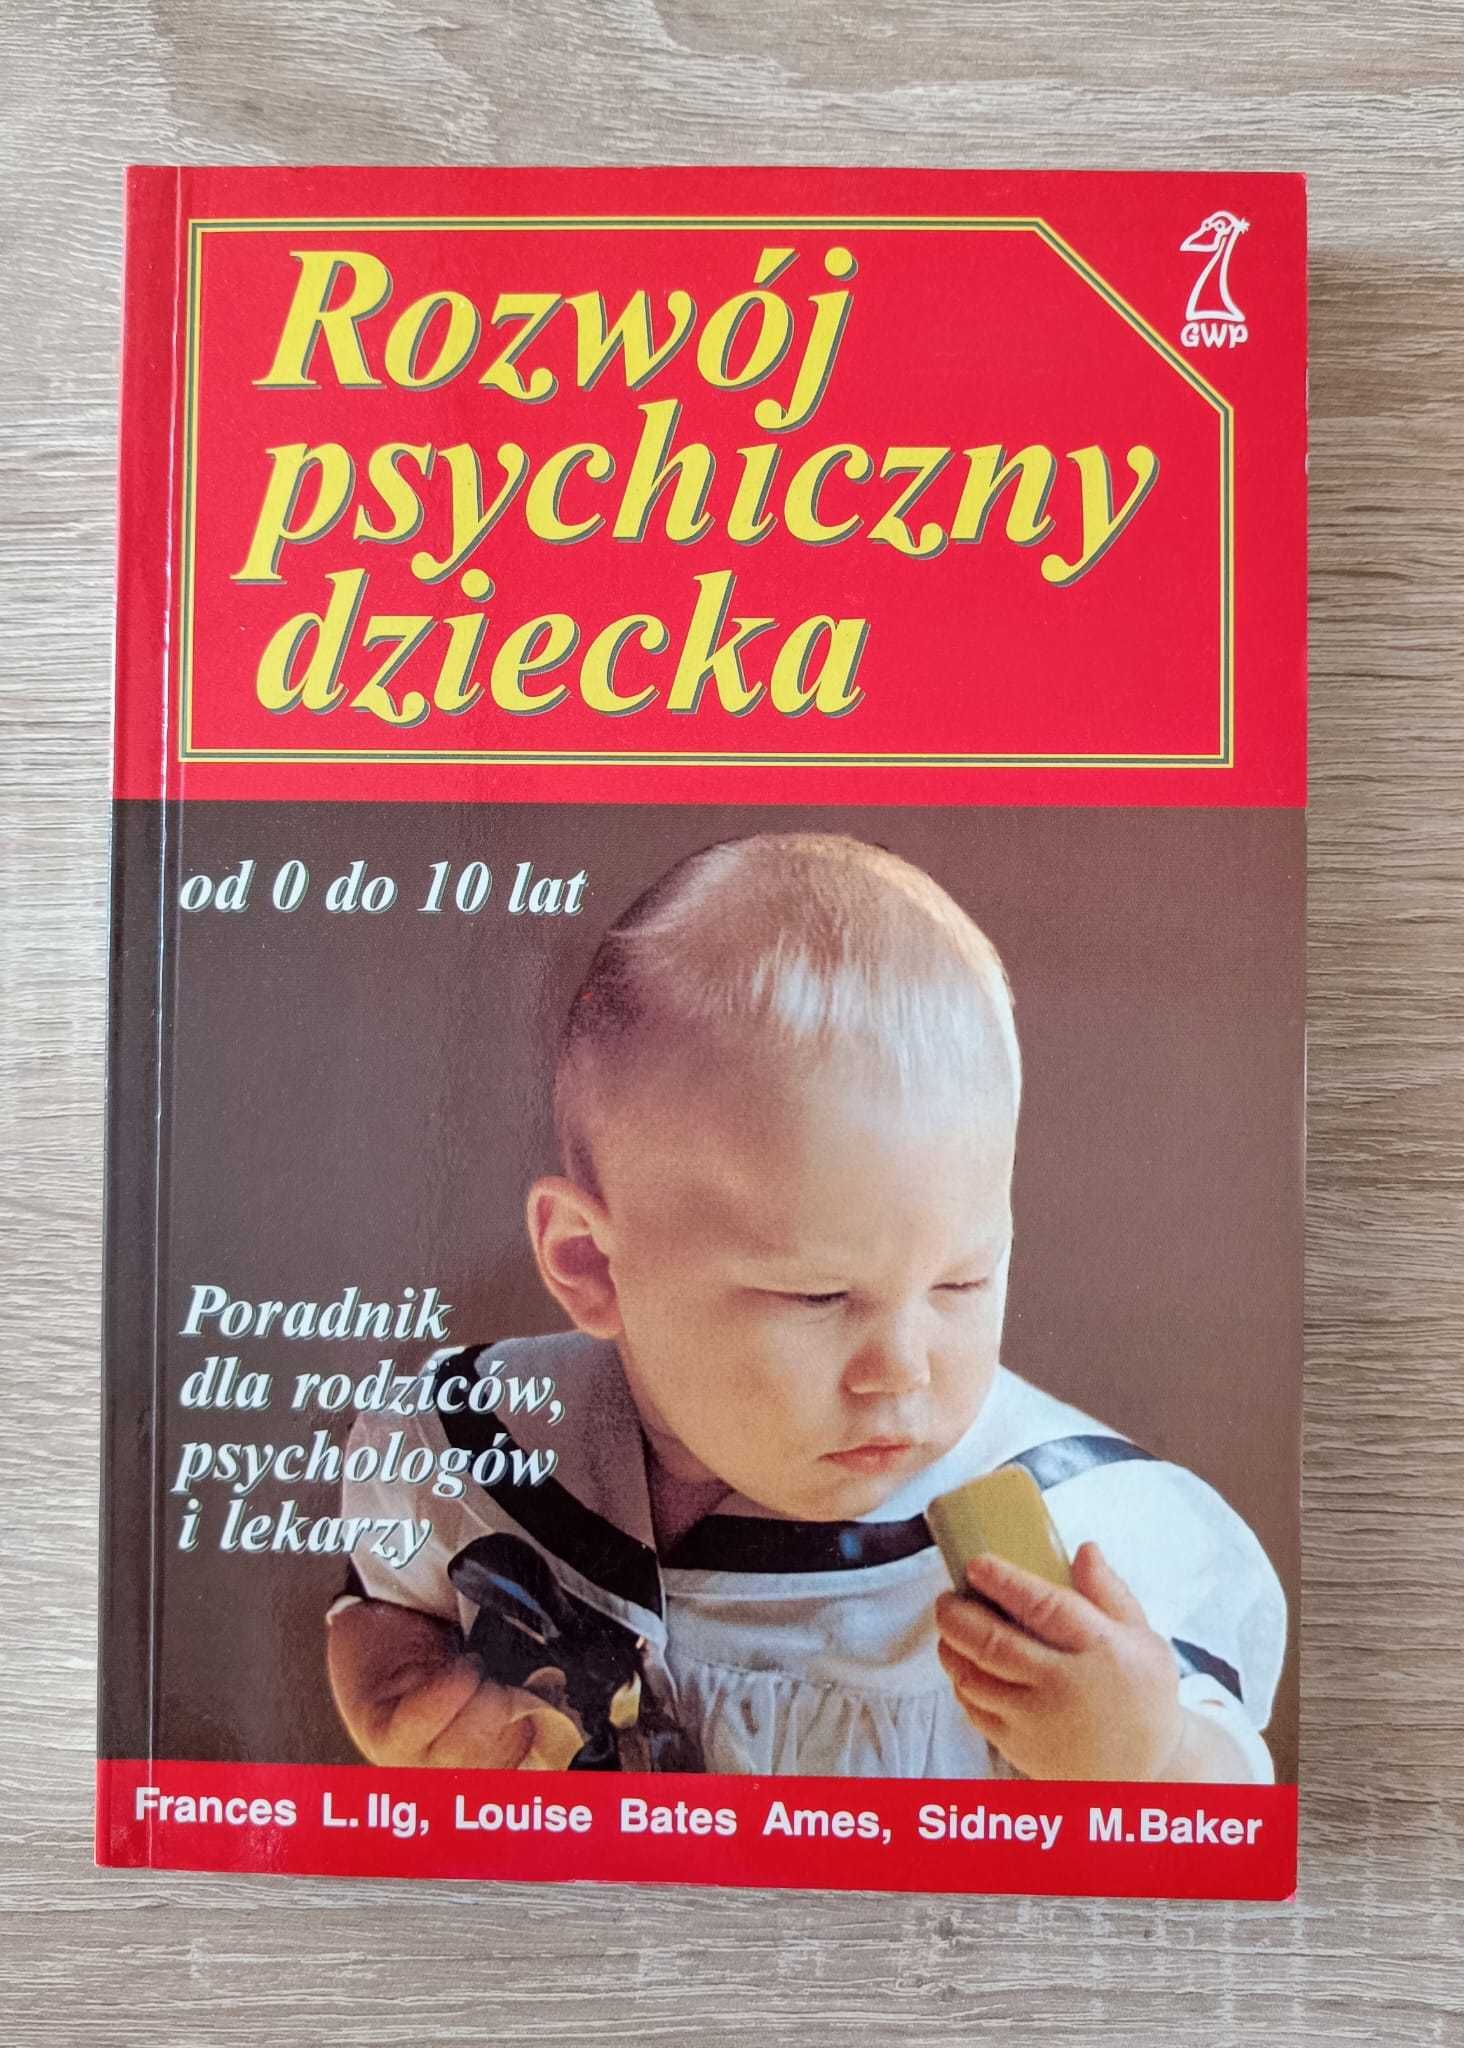 Rozwój
psychiczny
dziecka
GWP
od 0 do 10 lat
Poradnik
dla rodziców,
psychologów
i lekarzy
Frances L. Ilg, Louise Bates Ames, Sidney M. Baker